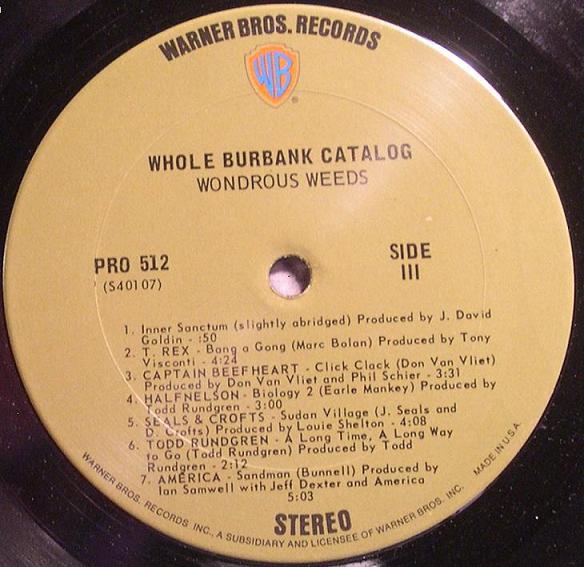 WARNER BROS. RECORDS
WB
®
WHOLE BURBANK CATALOG
WONDROUS WEEDS
PRO 512
(S40107)
SIDE
III
1. Inner Sanctum (slightly abridged) Produced by J. David
Goldin - :50
2. T. REX - Bang a Gong (Marc Bolan) Produced by Tony
Visconti - 4:24
3. CAPTAIN BEEFHEART - Click Clack (Don Van Vliet)
Produced by Don Van Vliet and Phil Schier - 3:31
4. HALFNELSON - Biology 2 (Earle Mankey) Produced by
Todd Rundgren - 3:00
5. SEALS & CROFTS - Sudan Village (J. Seals and
D. Crofts) Produced by Louie Shelton - 4:08
6. TODD RUNDGREN - A Long Time, A Long Way
to Go (Todd Rundgren) Produced by Todd
Rundgren - 2:12
7. AMERICA - Sandman (Bunnell) Produced by
Ian Samwell with Jeff Dexter and America
5:03
STEREO
WARNER BROS. RECORDS INC., A SUBSIDIARY AND LICENSEE OF WARNER BROS. INC.
MADE IN U.S.A.